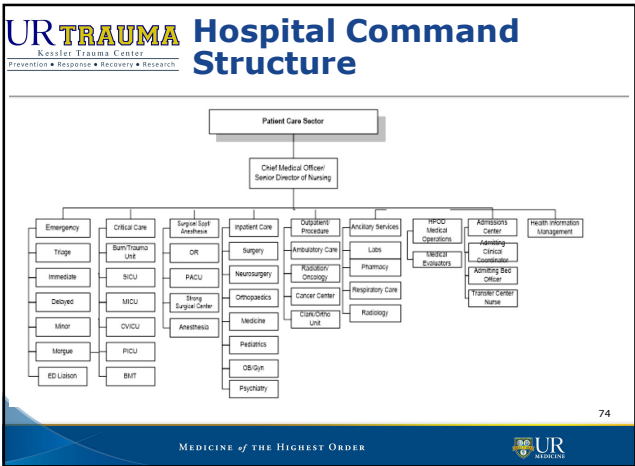 UR TRAUMA
Kessler Trauma Center
Prevention • Response • Recovery • Research
Hospital Command
Structure
Patient Care Sector
Chief Medical Officer/
Senior Director of Nursing
Emergency
Triage
Immediate
Delayed
Minor
Morgue
ED Liaison
Critical Care
Burn/Trauma
Unit
SICU
MICU
CVICU
PICU
BMT
Surgical Sppt/
Anesthesia
OR
PACU
Strong
Surgical Center
Anesthesia
Inpatient Care
Surgery
Neurosurgery
Orthopaedics
Medicine
Pediatrics
OB/Gyn
Psychiatry
Outpatient/
Procedure
Ambulatory Care
Radiation/
Oncology
Cancer Center
Clark/Ortho
Unit
Ancillary Services
Labs
Pharmacy
Respiratory Care
Radiology
HPOD
Medical
Operations
Medical
Evaluators
Admissions
Center
Admitting
Clinical
Coordinator
Admitting Bed
Officer
Transfer Center
Nurse
Health Information
Management
74
MEDICINE of THE HIGHEST ORDER
UR
MEDICINE